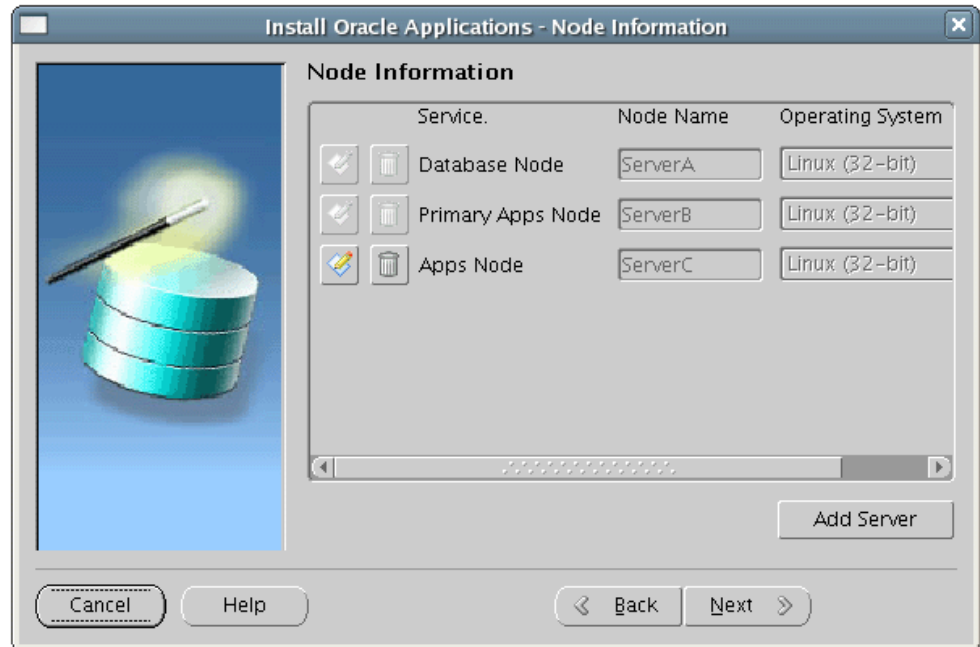 Install Oracle Applications - Node Information
Node Information
Service. Node Name Operating System
Database Node ServerA Linux (32-bit)
Primary Apps Node ServerB Linux (32-bit)
Apps Node ServerC Linux (32-bit)
Add Server
Cancel Help Back Next